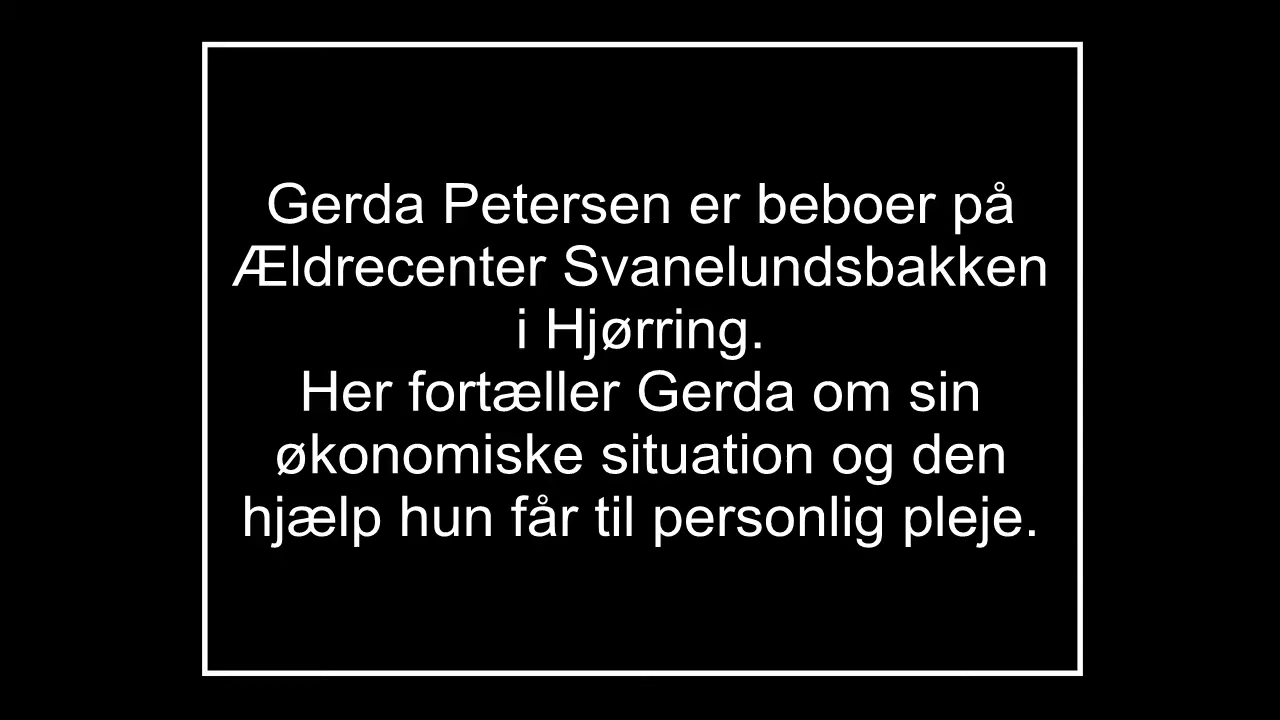 Gerda Petersen er beboer på
Ældrecenter Svanelundsbakken
i Hjørring.
Her fortæller Gerda om sin
økonomiske situation og den
hjælp hun får til personlig pleje.